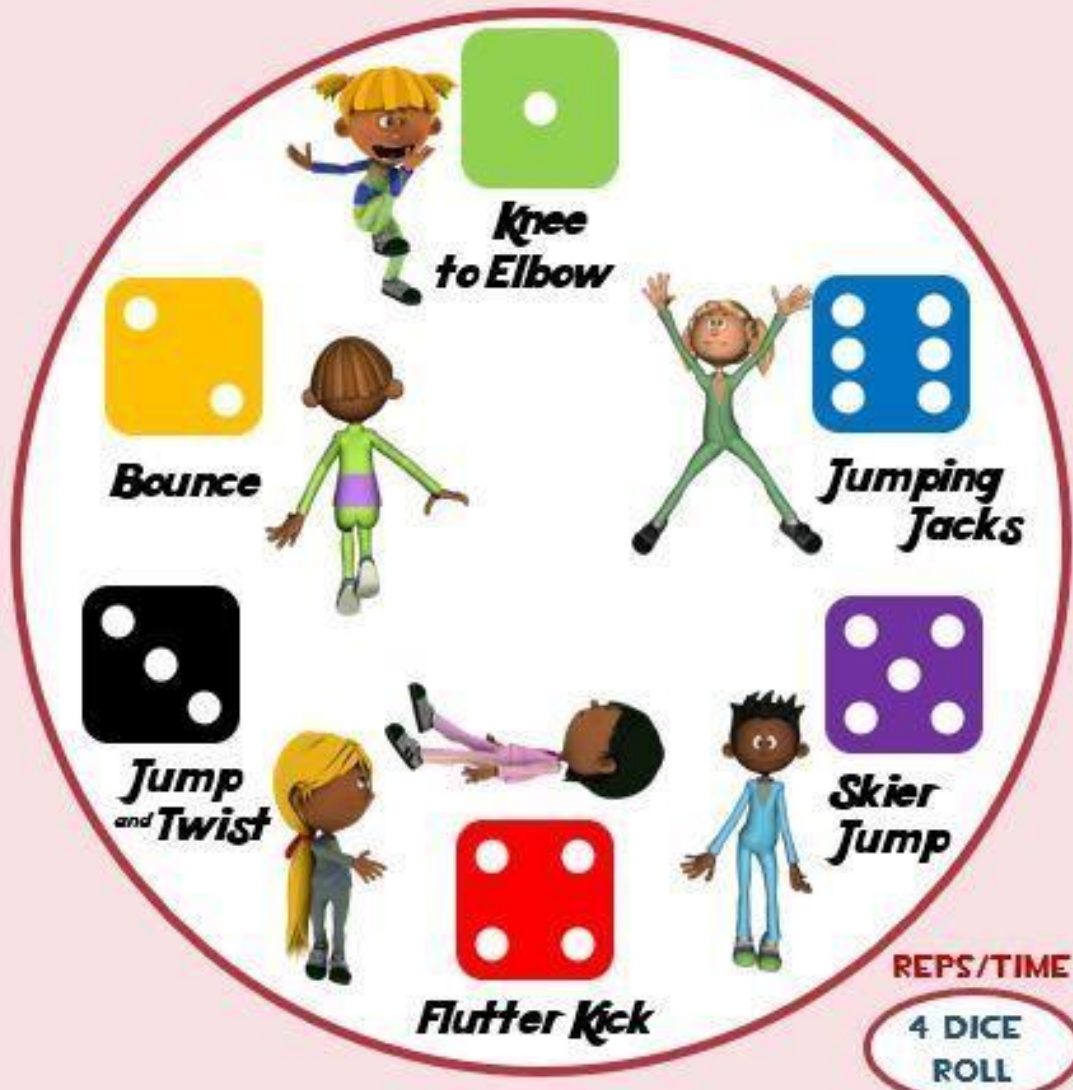 Knee
to Elbow
Bounce
Jumping
Jacks
Jump
and Twist
Skier
Jump
Flutter Kick
REPS/TIME
4 DICE
ROLL